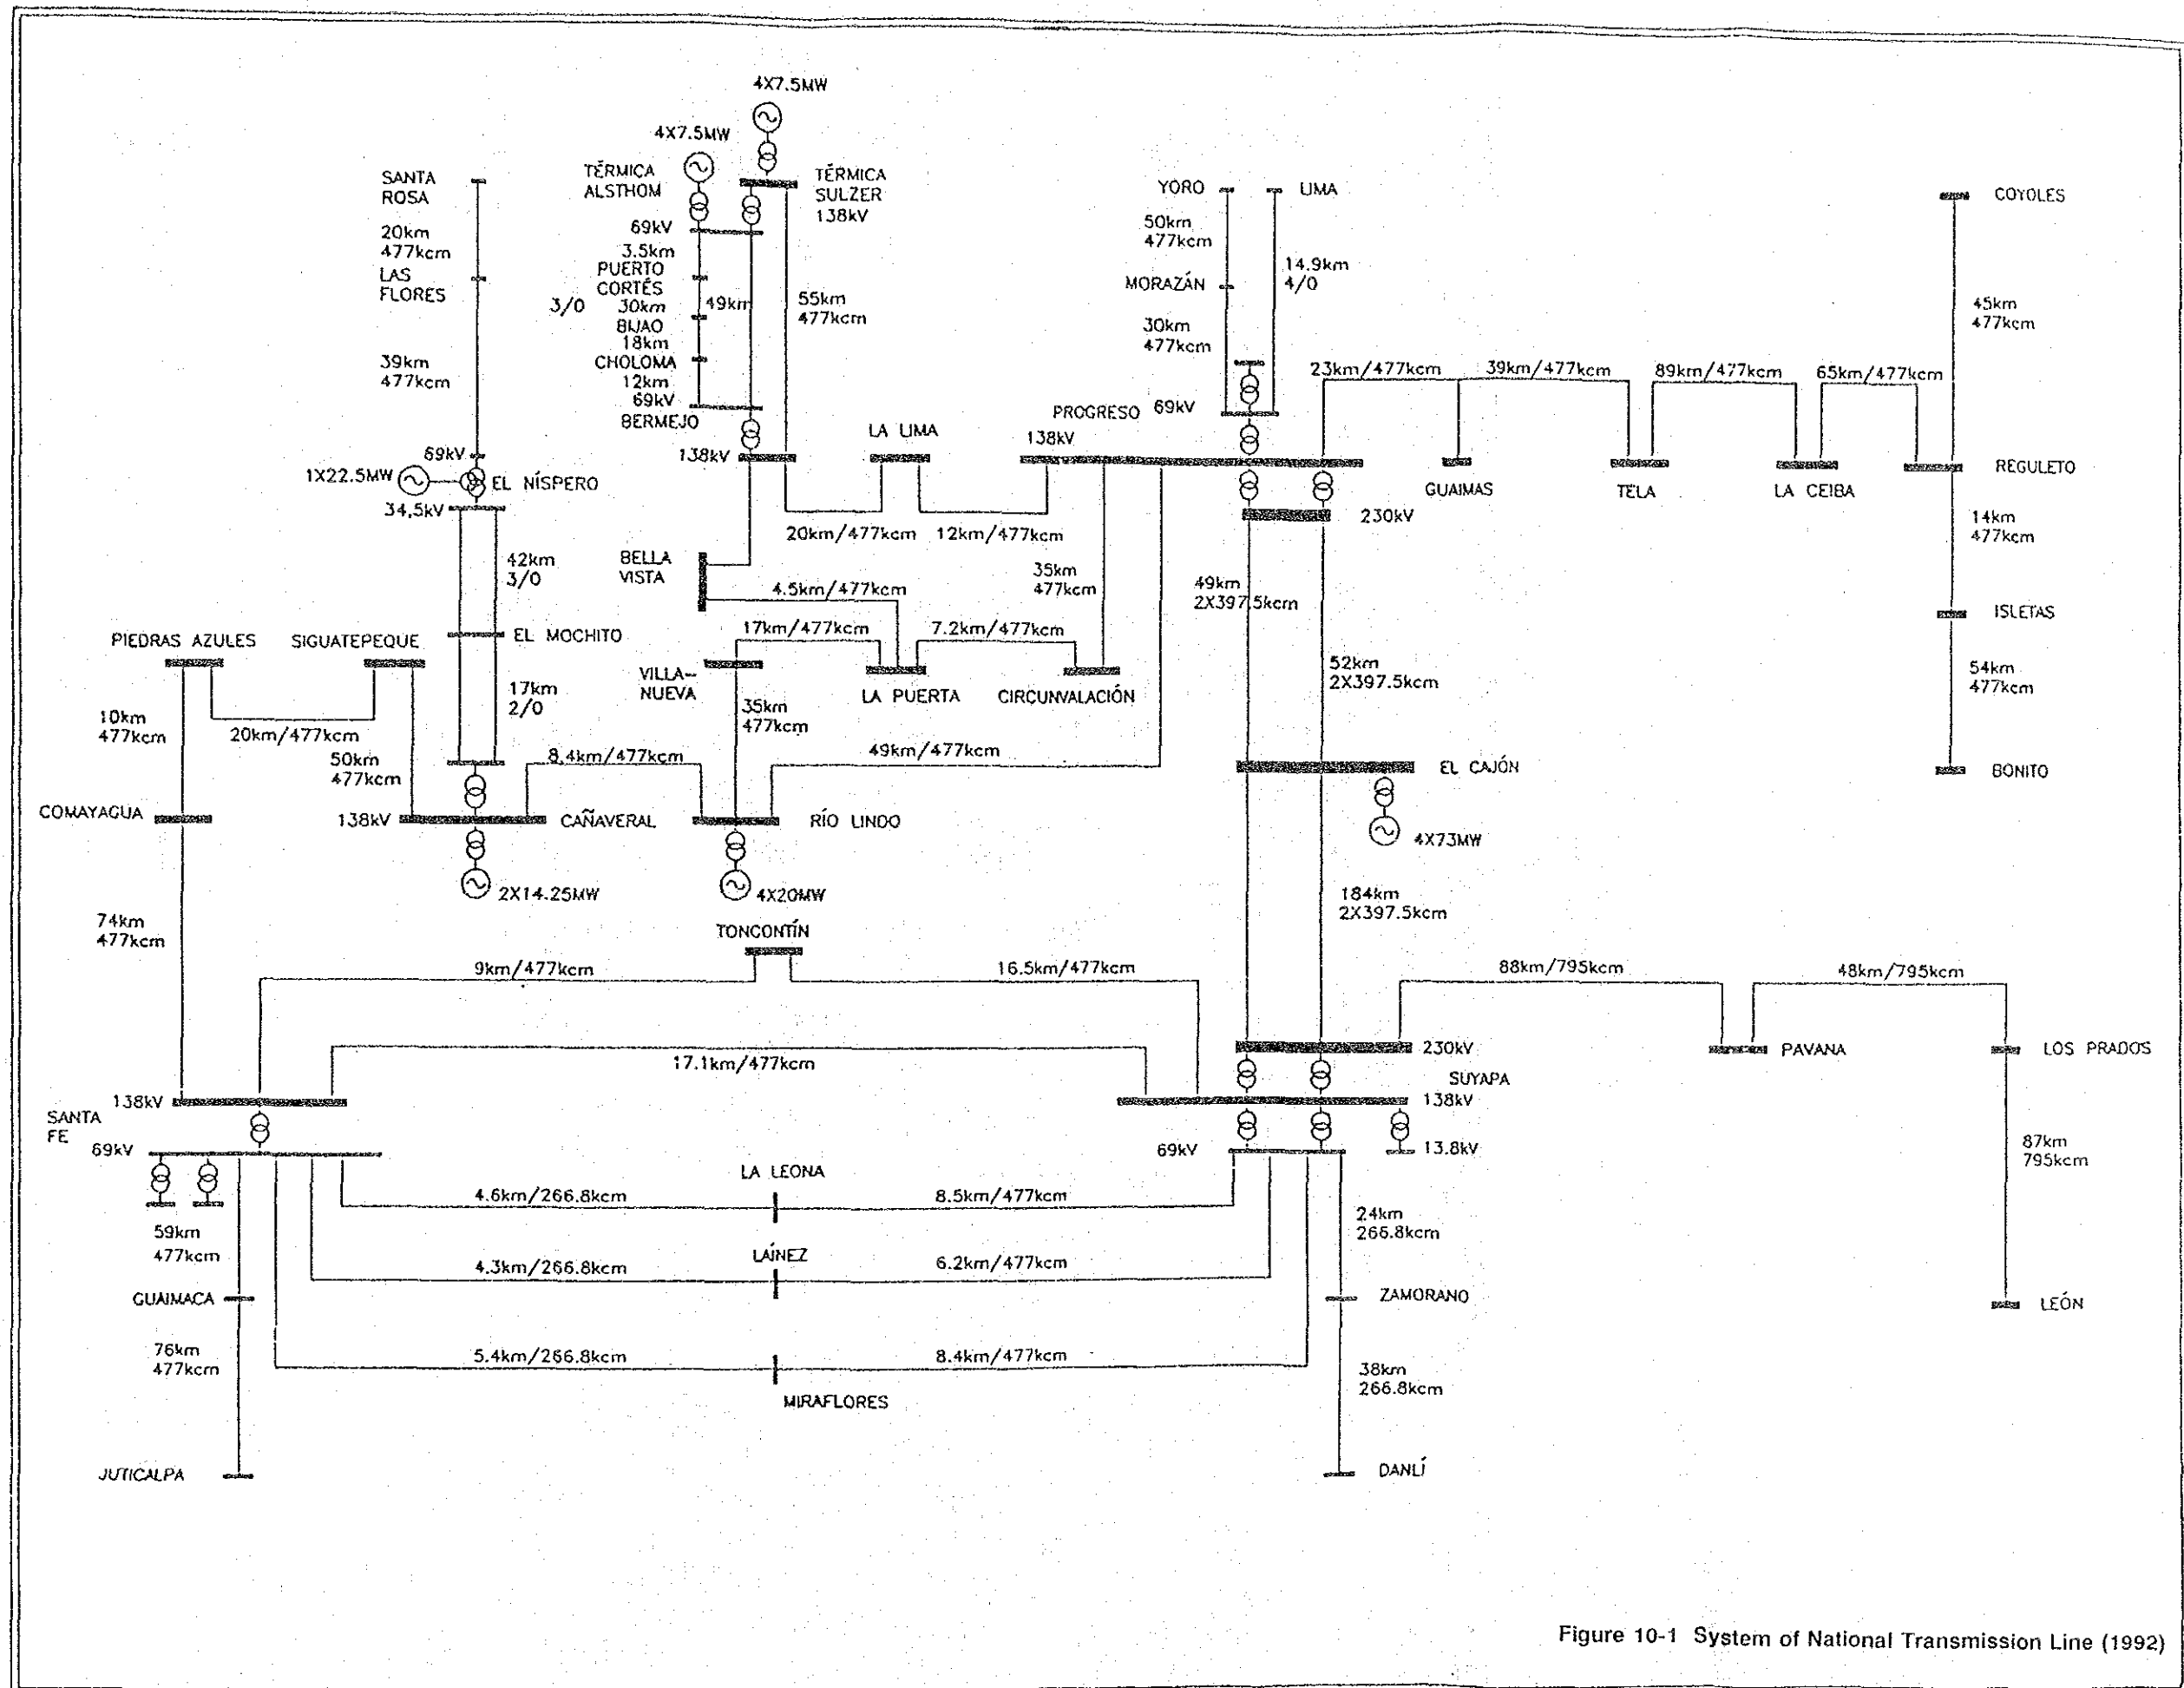 4X7.5MW
4X7.5MW
TÉRMICA
ALSTHOM
TÉRMICA
SULZER
138kV
SANTA
ROSA
20km
477kcm
LAS
FLORES
39km
477kcm
69kV
3.5km
PUERTO
CORTÉS
3/0
30km
49km
BIJAO
18km
CHOLOMA
12km
69kV
BERMEJO
55km
477kcm
138kV
YORO
LIMA
50km
477kcm
MORAZÁN
14.9km
4/0
30km
477kcm
PROGRESO
69kV
138kV
COYOLES
45km
477kcm
23km/477kcm
39km/477kcm
89km/477kcm
65km/477kcm
LA LIMA
69kV
1X22.5MW
EL NÍSPERO
34,5kV
GUAIMAS
TELA
LA CEIBA
REGULETO
230kV
20km/477kcm
12km/477kcm
14km
477kcm
42km
3/0
BELLA
VISTA
4.5km/477kcm
35km
477kcm
49km
2X397.5kcm
ISLETAS
PIEDRAS AZULES
SIGUATEPEQUE
EL MOCHITO
17km/477kcm
7.2km/477kcm
VILLA-
NUEVA
LA PUERTA
CIRCUNVALACIÓN
52km
2X397.5kcm
54km
477kcm
10km
477kcm
20km/477kcm
17km
2/0
35km
477kcm
50km
477kcm
8.4km/477kcm
49km/477kcm
EL CAJÓN
BONITO
COMAYAGUA
138kV
CAÑAVERAL
RÍO LINDO
4X73MW
2X14.25MW
4X20MW
74km
477kcm
184km
2X397.5kcm
TONCONTÍN
9km/477kcm
16.5km/477kcm
88km/795kcm
48km/795kcm
17.1km/477kcm
230kV
PAVANA
LOS PRADOS
SUYAPA
138kV
138kV
SANTA
FE
69kV
69kV
13.8kV
87km
795kcm
LA LEONA
4.6km/266.8kcm
8.5km/477kcm
59km
477kcm
24km
266.8kcm
LAÍNEZ
4.3km/266.8kcm
6.2km/477kcm
GUAIMACA
ZAMORANO
LEÓN
76km
477kcm
5.4km/266.8kcm
8.4km/477kcm
38km
266.8kcm
MIRAFLORES
JUTICALPA
DANLÍ
Figure 10-1 System of National Transmission Line (1992)